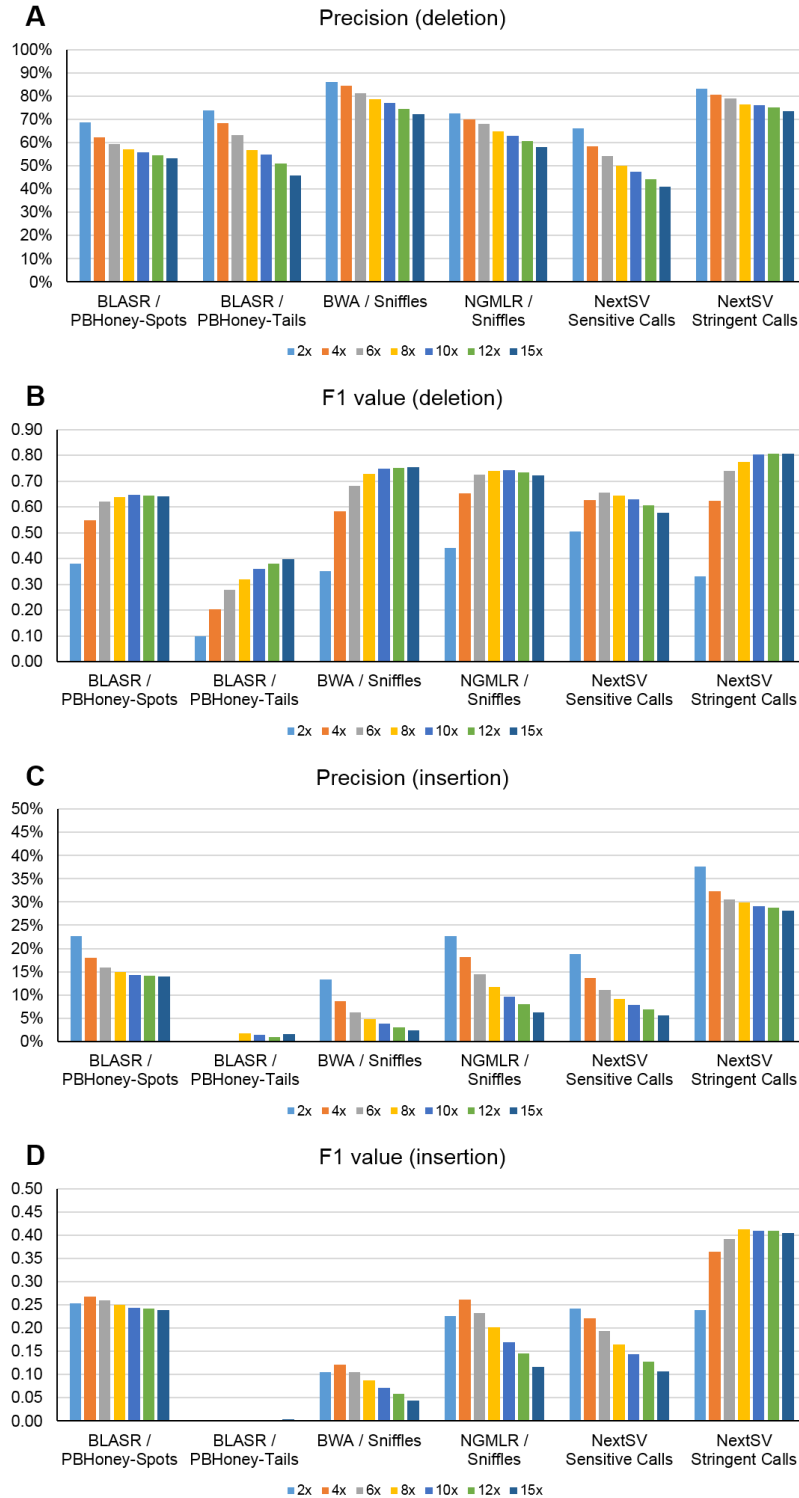 A
Precision (deletion)
100%
90%
80%
70%
60%
50%
40%
30%
20%
10%
0%
BLASR / BLASR / BWA / Sniffles NGMLR / NextSV NextSV
PBHoney-Spots PBHoney-Tails Sniffles Sensitive Calls Stringent Calls
2x 4x 6x 8x 10x 12x 15x
B
F1 value (deletion)
0.90
0.80
0.70
0.60
0.50
0.40
0.30
0.20
0.10
0.00
BLASR / BLASR / BWA / Sniffles NGMLR / NextSV NextSV
PBHoney-Spots PBHoney-Tails Sniffles Sensitive Calls Stringent Calls
2x 4x 6x 8x 10x 12x 15x
C
Precision (insertion)
50%
45%
40%
35%
30%
25%
20%
15%
10%
5%
0%
BLASR / BLASR / BWA / Sniffles NGMLR / NextSV NextSV
PBHoney-Spots PBHoney-Tails Sniffles Sensitive Calls Stringent Calls
2x 4x 6x 8x 10x 12x 15x
D
F1 value (insertion)
0.50
0.45
0.40
0.35
0.30
0.25
0.20
0.15
0.10
0.05
0.00
BLASR / BLASR / BWA / Sniffles NGMLR / NextSV NextSV
PBHoney-Spots PBHoney-Tails Sniffles Sensitive Calls Stringent Calls
2x 4x 6x 8x 10x 12x 15x